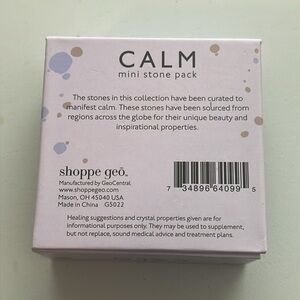 CALM
mini stone pack
The stones in this collection have been curated to
manifest calm. These stones have been sourced from
regions across the globe for their unique beauty and
inspirational properties.
shoppe geō™
Manufactured by GeoCentral
www.shoppegeo.com
Mason, OH 45040 USA
Made in China G5022
7 34896 64099 5
Healing suggestions and crystal properties given are for
informational purposes only. They may be used to supplement,
but not replace, sound medical advice and treatment plans.